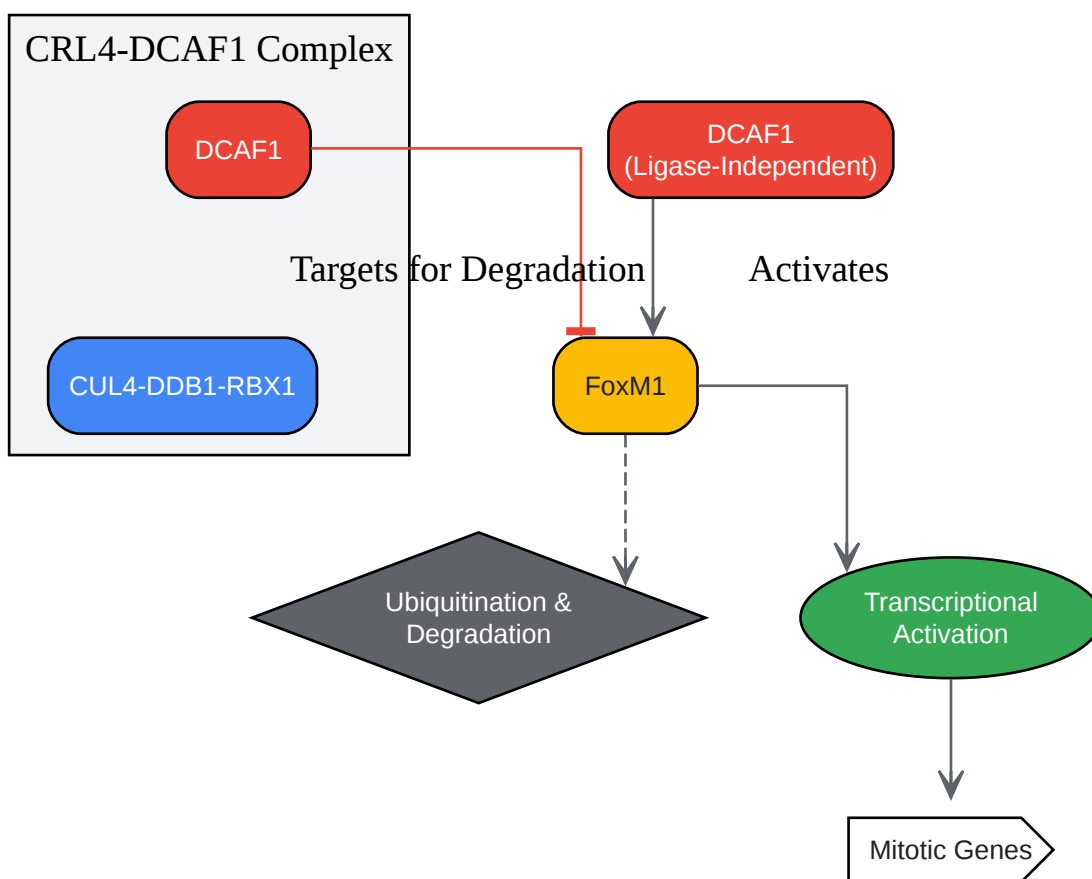 CRL4-DCAF1 Complex
DCAF1
DCAF1
(Ligase-Independent)
Targets for Degradation
Activates
CUL4-DDB1-RBX1
FoxM1
Ubiquitination &
Degradation
Transcriptional
Activation
Mitotic Genes